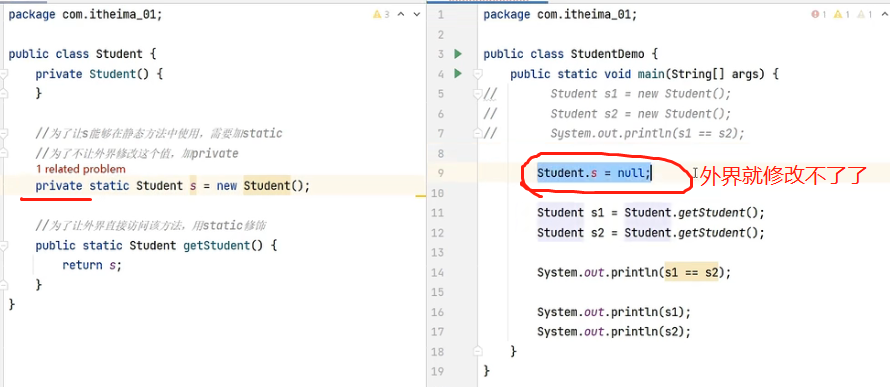 package com.itheima_01;
3
public class Student {
private Student() {
}
//为了让s能够在静态方法中使用，需要加static
//为了不让外界修改这个值，加private
1 related problem
private static Student s = new Student();
//为了让外界直接访问该方法，用static修饰
public static Student getStudent() {
return s;
}
}
1 package com.itheima_01;
1 1 1
2
3 public class StudentDemo {
4 public static void main(String[] args) {
5 // Student s1 = new Student();
6 // Student s2 = new Student();
7 // System.out.println(s1 == s2);
8
9 Student.s = null; 外界就修改不了了
10
11 Student s1 = Student.getStudent();
12 Student s2 = Student.getStudent();
13
14 System.out.println(s1 == s2);
15
16 System.out.println(s1);
17 System.out.println(s2);
18 }
19 }